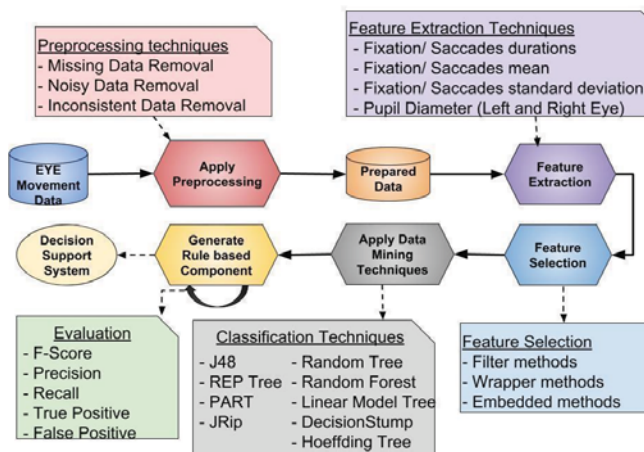 Preprocessing techniques
- Missing Data Removal
- Noisy Data Removal
- Inconsistent Data Removal
Feature Extraction Techniques
- Fixation/ Saccades durations
- Fixation/ Saccades mean
- Fixation/ Saccades standard deviation
- Pupil Diameter (Left and Right Eye)
EYE
Movement
Data
Apply
Preprocessing
Prepared
Data
Feature
Extraction
Decision
Support
System
Generate
Rule based
Component
Apply Data
Mining
Techniques
Feature
Selection
Evaluation
- F-Score
- Precision
- Recall
- True Positive
- False Positive
Classification Techniques
- J48
- REP Tree
- PART
- JRip
- Random Tree
- Random Forest
- Linear Model Tree
- DecisionStump
- Hoeffding Tree
Feature Selection
- Filter methods
- Wrapper methods
- Embedded methods